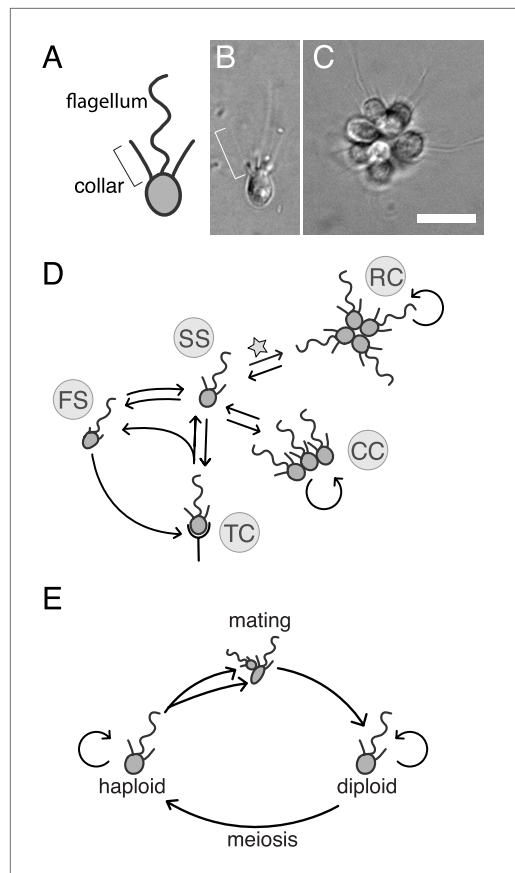 A
B
C
flagellum
collar
D
RC
SS
FS
CC
TC
E
mating
haploid
diploid
meiosis